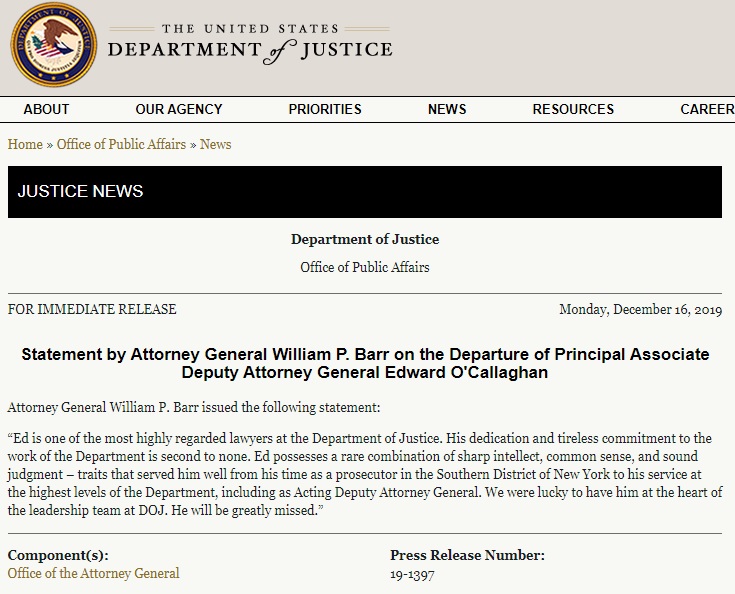 THE UNITED STATES
DEPARTMENT of JUSTICE
ABOUT OUR AGENCY PRIORITIES NEWS RESOURCES CAREER
Home » Office of Public Affairs » News
JUSTICE NEWS
Department of Justice
Office of Public Affairs
FOR IMMEDIATE RELEASE Monday, December 16, 2019
Statement by Attorney General William P. Barr on the Departure of Principal Associate
Deputy Attorney General Edward O'Callaghan
Attorney General William P. Barr issued the following statement:
“Ed is one of the most highly regarded lawyers at the Department of Justice. His dedication and tireless commitment to the
work of the Department is second to none. Ed possesses a rare combination of sharp intellect, common sense, and sound
judgment – traits that served him well from his time as a prosecutor in the Southern District of New York to his service at
the highest levels of the Department, including as Acting Deputy Attorney General. We were lucky to have him at the heart of
the leadership team at DOJ. He will be greatly missed.”
Component(s): Press Release Number:
Office of the Attorney General 19-1397